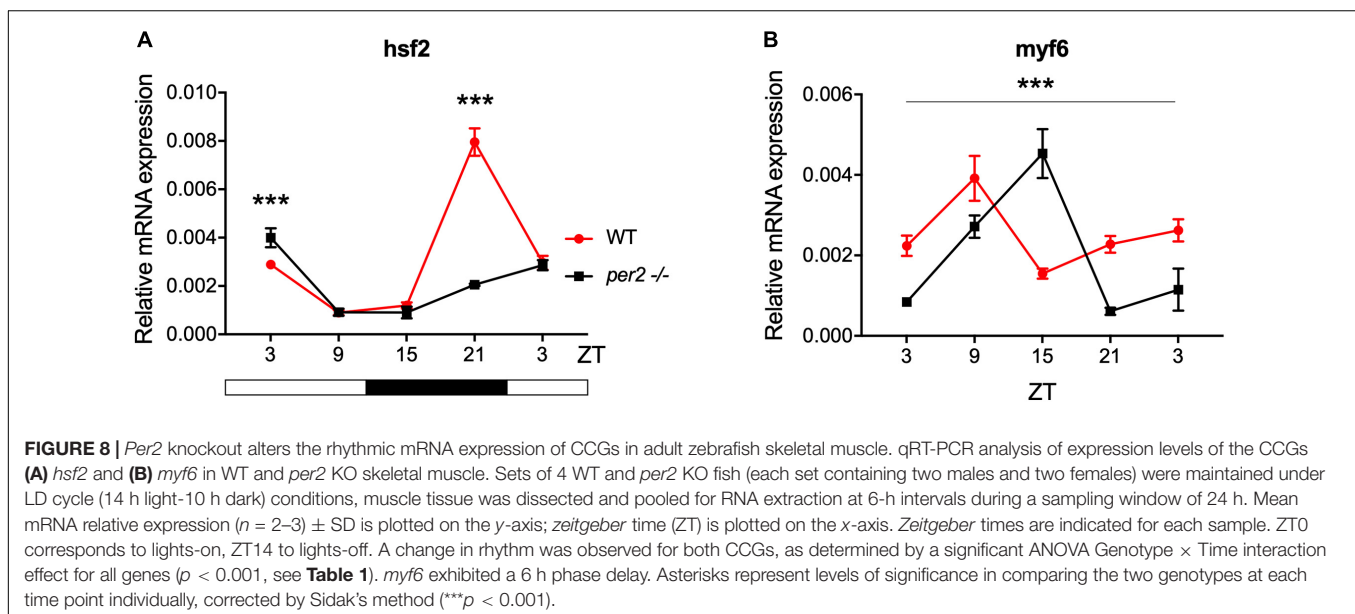 A
hsf2
Relative mRNA expression
0.010
0.008
0.006
0.004
0.002
0.000
***
***
WT
per2 -/-
3 9 15 21 3 ZT
B
myf6
Relative mRNA expression
0.006
0.004
0.002
0.000
***
3 9 15 21 3
ZT
FIGURE 8 | Per2 knockout alters the rhythmic mRNA expression of CCGs in adult zebrafish skeletal muscle. qRT-PCR analysis of expression levels of the CCGs
(A) hsf2 and (B) myf6 in WT and per2 KO skeletal muscle. Sets of 4 WT and per2 KO fish (each set containing two males and two females) were maintained under
LD cycle (14 h light-10 h dark) conditions, muscle tissue was dissected and pooled for RNA extraction at 6-h intervals during a sampling window of 24 h. Mean
mRNA relative expression (n = 2–3) ± SD is plotted on the y-axis; zeitgeber time (ZT) is plotted on the x-axis. Zeitgeber times are indicated for each sample. ZT0
corresponds to lights-on, ZT14 to lights-off. A change in rhythm was observed for both CCGs, as determined by a significant ANOVA Genotype × Time interaction
effect for all genes (p < 0.001, see Table 1). myf6 exhibited a 6 h phase delay. Asterisks represent levels of significance in comparing the two genotypes at each
time point individually, corrected by Sidak's method (***p < 0.001).